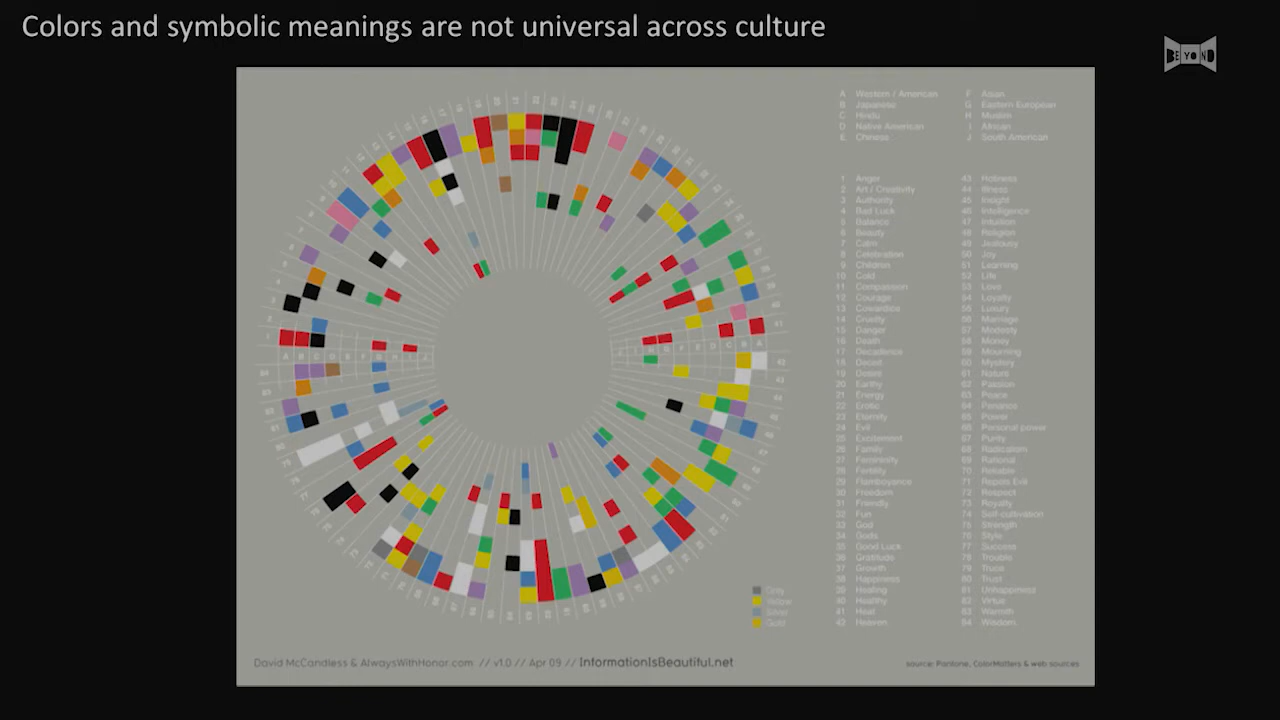 Colors and symbolic meanings are not universal across culture
BEYOND
A Western / American
B Japanese
C Hindu
D Native American
E Chinese
F Asian
G Eastern European
H Muslim
I African
J South American
1 Anger
2 Art / Creativity
3 Authority
4 Bad Luck
5 Balance
6 Beauty
7 Calm
8 Celebration
9 Children
10 Cold
11 Compassion
12 Courage
13 Cowardice
14 Cruelty
15 Danger
16 Death
17 Decadence
18 Deceit
19 Desire
20 Earthy
21 Energy
22 Erotic
23 Eternity
24 Evil
25 Excitement
26 Family
27 Femininity
28 Fertility
29 Flamboyance
30 Freedom
31 Friendly
32 Fun
33 God
34 Gods
35 Good Luck
36 Gratitude
37 Growth
38 Happiness
39 Healing
40 Healthy
41 Heat
42 Heaven
43 Holiness
44 Illness
45 Insight
46 Intelligence
47 Intuition
48 Religion
49 Jealousy
50 Joy
51 Learning
52 Life
53 Love
54 Loyalty
55 Luxury
56 Marriage
57 Modesty
58 Money
59 Mourning
60 Mystery
61 Nature
62 Passion
63 Peace
64 Penance
65 Power
66 Personal power
67 Purity
68 Radicalism
69 Rational
70 Reliable
71 Repels Evil
72 Respect
73 Royalty
74 Self-cultivation
75 Strength
76 Style
77 Success
78 Trouble
79 Truce
80 Trust
81 Unhappiness
82 Virtue
83 Warmth
84 Wisdom
Grey
Yellow
Silver
Gold
David McCandless & AlwaysWithHonor.com // v1.0 // Apr 09 // InformationIsBeautiful.net
source: Pantone, ColorMatters & web sources